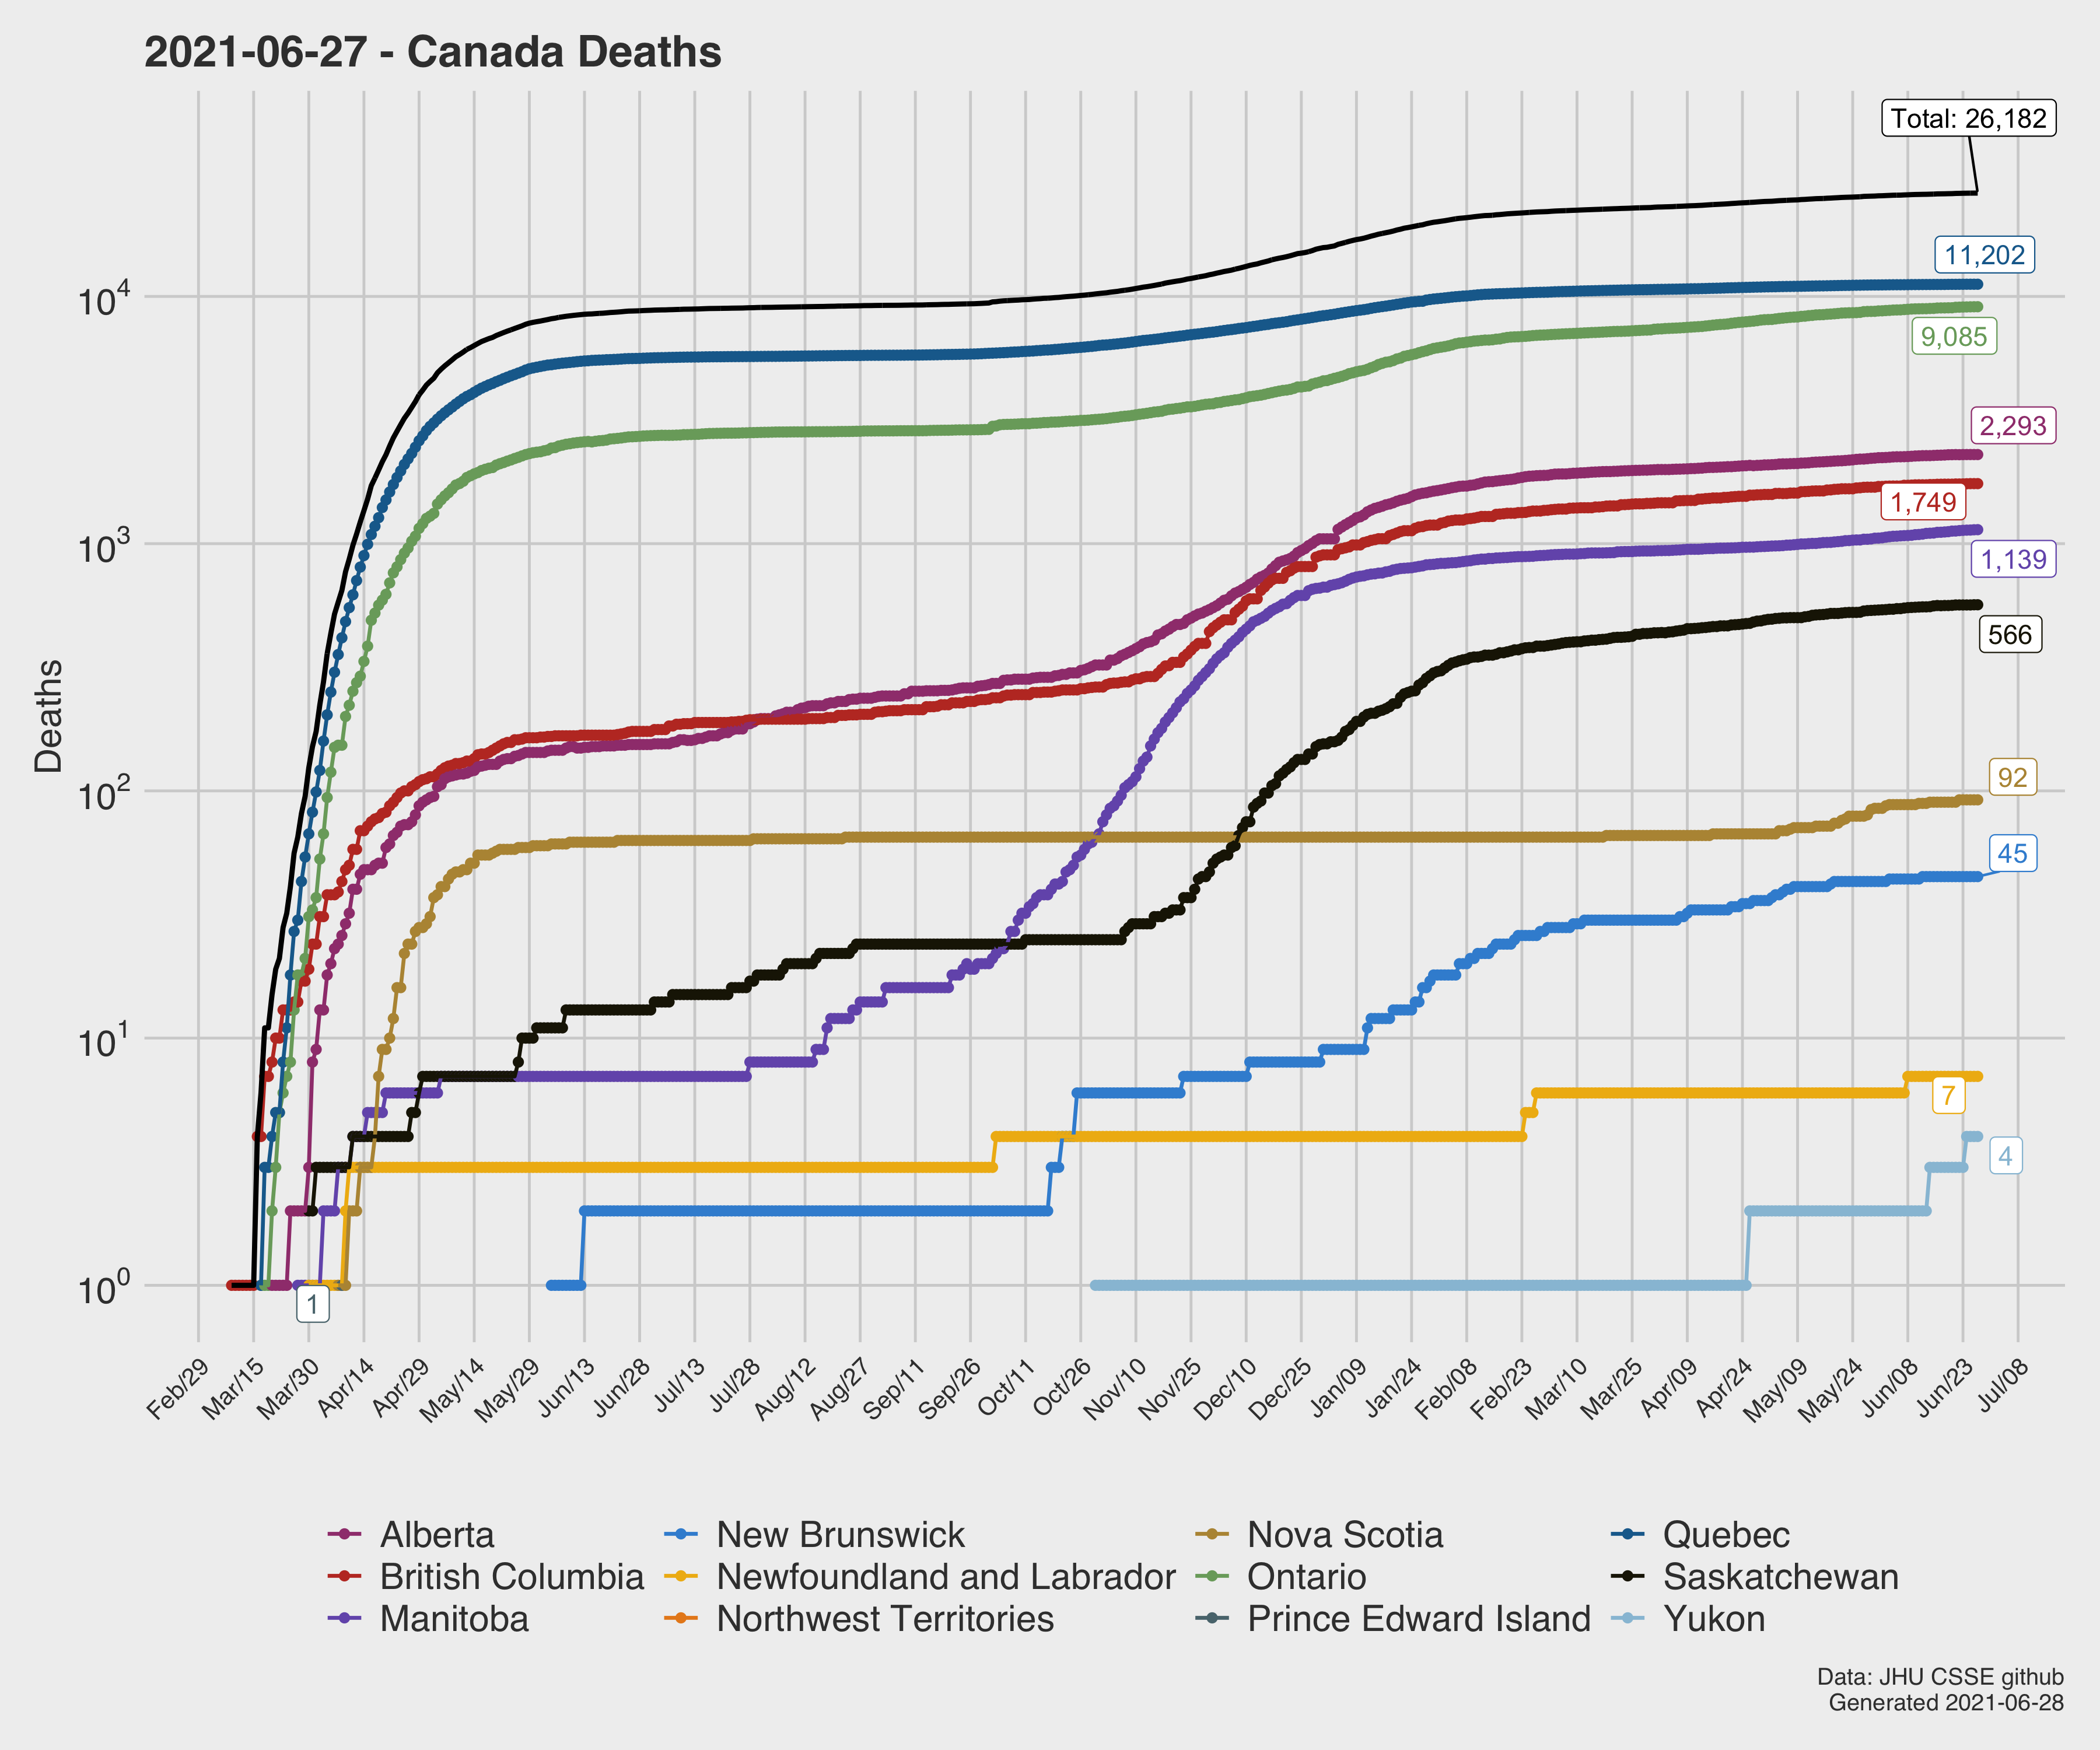 2021-06-27 - Canada Deaths
Total: 26,182
11,202
9,085
2,293
1,749
1,139
566
92
45
7
4
1
Deaths
10^4
10^3
10^2
10^1
10^0
Feb/29
Mar/15
Mar/30
Apr/14
Apr/29
May/14
May/29
Jun/13
Jun/28
Jul/13
Jul/28
Aug/12
Aug/27
Sep/11
Sep/26
Oct/11
Oct/26
Nov/10
Nov/25
Dec/10
Dec/25
Jan/09
Jan/24
Feb/08
Feb/23
Mar/10
Mar/25
Apr/09
Apr/24
May/09
May/24
Jun/08
Jun/23
Jul/08
Alberta
New Brunswick
Nova Scotia
Quebec
British Columbia
Newfoundland and Labrador
Ontario
Saskatchewan
Manitoba
Northwest Territories
Prince Edward Island
Yukon
Data: JHU CSSE github
Generated 2021-06-28